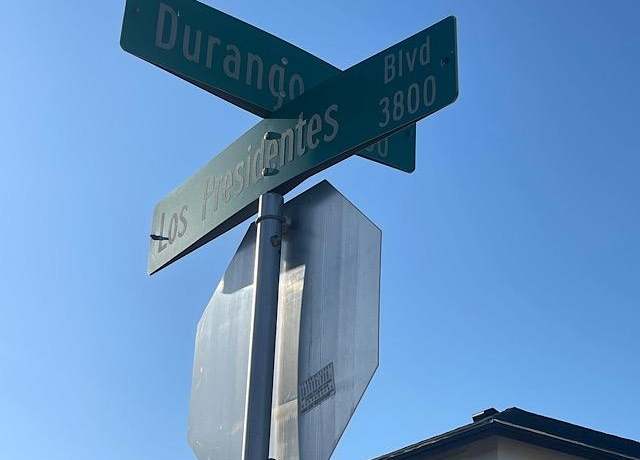 Durango
Los Presidentes Blvd
3800